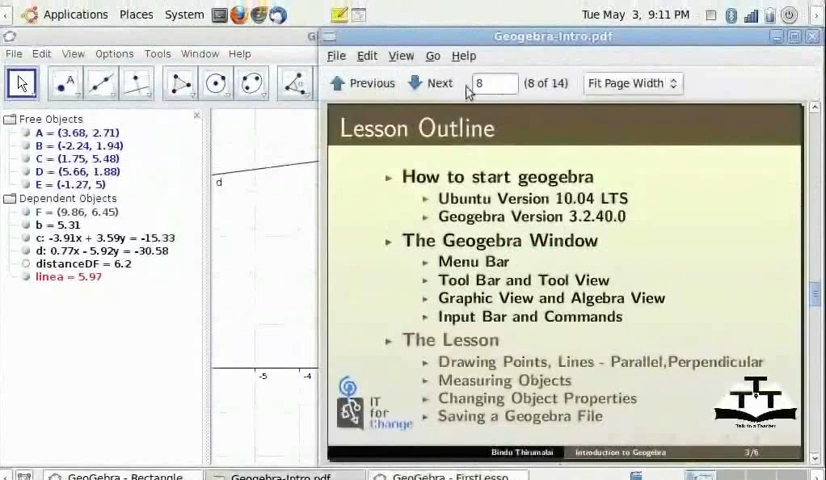 Applications Places System
Tue May 3, 9:11 PM
File Edit View Options Tools Window Help
Geogebra-Intro.pdf
File Edit View Go Help
Previous Next 8 (8 of 14) Fit Page Width
A
Free Objects
A = (3.68, 2.71)
B = (-2.24, 1.94)
C = (1.75, 5.48)
D = (5.66, 1.88)
E = (-1.27, 5)
Dependent Objects
F = (9.86, 6.45)
b = 5.31
c: -3.91x + 3.59y = -15.33
d: 0.77x - 5.92y = -30.58
distanceDF = 6.2
linea = 5.97
d
-5 -4
Lesson Outline
How to start geogebra
Ubuntu Version 10.04 LTS
Geogebra Version 3.2.40.0
The Geogebra Window
Menu Bar
Tool Bar and Tool View
Graphic View and Algebra View
Input Bar and Commands
The Lesson
Drawing Points, Lines - Parallel,Perpendicular
Measuring Objects
Changing Object Properties
Saving a Geogebra File
IT
for
Change
Talk to a Teacher
Bindu Thirumalai Introduction to Geogebra 3/6
GeoGebra - Rectangle Geogebra-Intro.pdf GeoGebra - FirstLesso